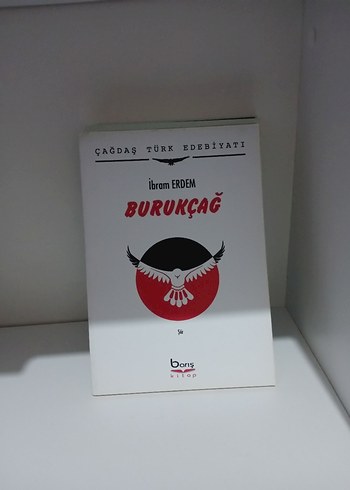 ÇAĞDAŞ TÜRK EDEBİYATI
İbram ERDEM
BURUKÇAĞ
Şiir
barış
kitap